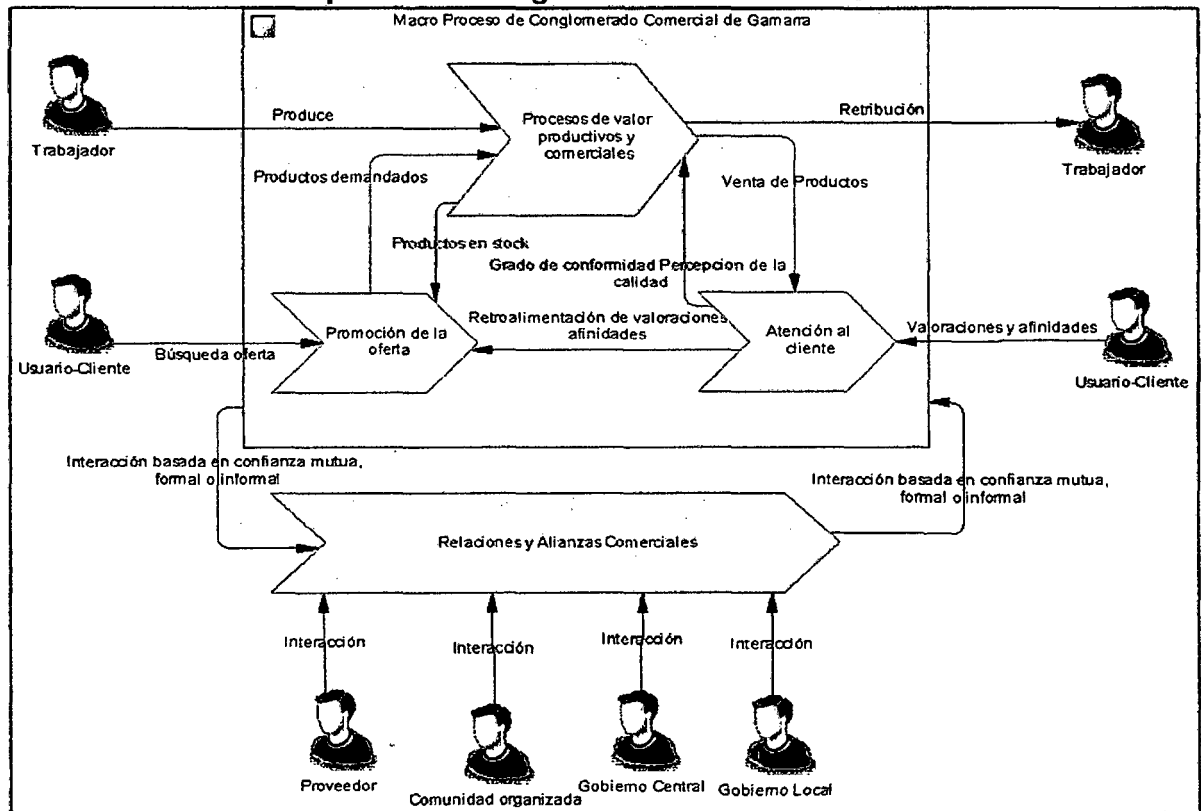 Macro Proceso de Conglomerado Comercial de Gamarra
Produce
Trabajador
Procesos de valor
productivos y
comerciales
Retribución
Trabajador
Productos demandados
Venta de Productos
Productos en stock
Grado de conformidad Percepcion de la
calidad
Búsqueda oferta
Usuario-Cliente
Promoción de la
oferta
Retroalimentación de valoraciones
afinidades
Atención al
cliente
Valoraciones y afinidades
Usuario-Cliente
Interacción basada en confianza mutua,
formal o informal
Interacción basada en confianza mutua,
formal o informal
Relaciones y Alianzas Comerciales
Interacción
Interacción
Interacción
Interacción
Proveedor
Comunidad organizada
Gobierno Central
Gobierno Local